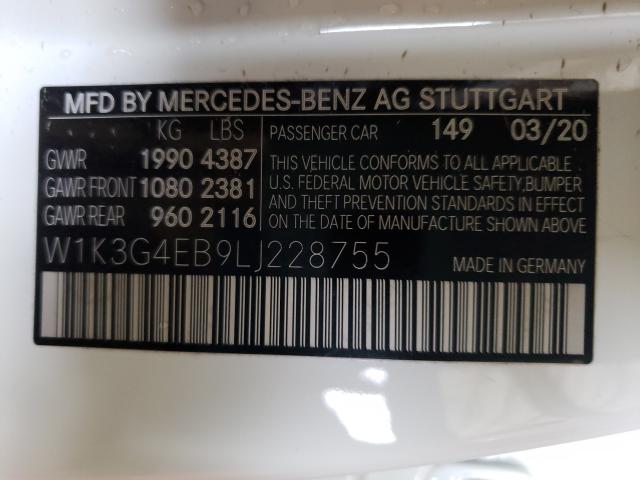 MFD BY MERCEDES-BENZ AG STUTTGART
KG LBS PASSENGER CAR 149 03/20
GWWR 1990 4387
GAWR FRONT 1080 2381
GAWR REAR 960 2116
THIS VEHICLE CONFORMS TO ALL APPLICABLE
U.S. FEDERAL MOTOR VEHICLE SAFETY, BUMPER
AND THEFT PREVENTION STANDARDS IN EFFECT
ON THE DATE OF MANUFACTURE SHOWN ABOVE
W1K3G4EB9LJ228755 MADE IN GERMANY